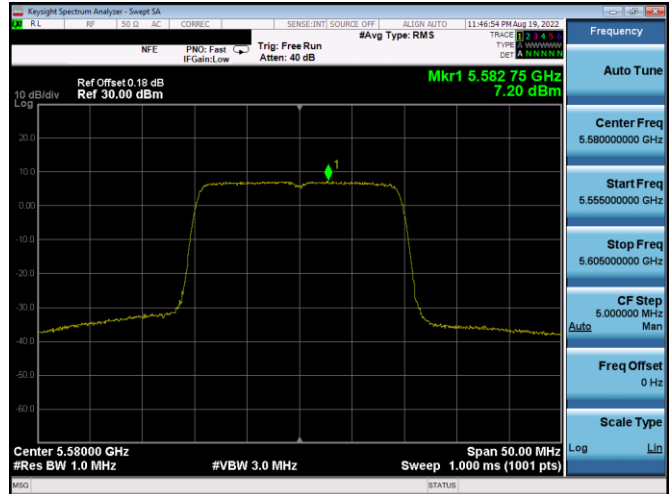 Keysight Spectrum Analyzer - Swept SA
LXI RL RF 50 Ω AC CORREC SENSE:INT SOURCE OFF ALIGN AUTO 11:46:54 PM Aug 19, 2022
#Avg Type: RMS
TRACE 1 2 3 4 5 6
TYPE A WWWWW
DET A NNNNN
NFE
PNO: Fast
IFGain:Low
Trig: Free Run
Atten: 40 dB
Mkr1 5.582 75 GHz
7.20 dBm
Ref Offset 0.18 dB
Ref 30.00 dBm
10 dB/div
Log
20.0
10.0
0.00
-10.0
-20.0
-30.0
-40.0
-50.0
-60.0
1
Center 5.58000 GHz
Span 50.00 MHz
#Res BW 1.0 MHz
#VBW 3.0 MHz
Sweep 1.000 ms (1001 pts)
MSG
STATUS
Frequency
Auto Tune
Center Freq
5.580000000 GHz
Start Freq
5.555000000 GHz
Stop Freq
5.605000000 GHz
CF Step
5.000000 MHz
Auto Man
Freq Offset
0 Hz
Scale Type
Log Lin